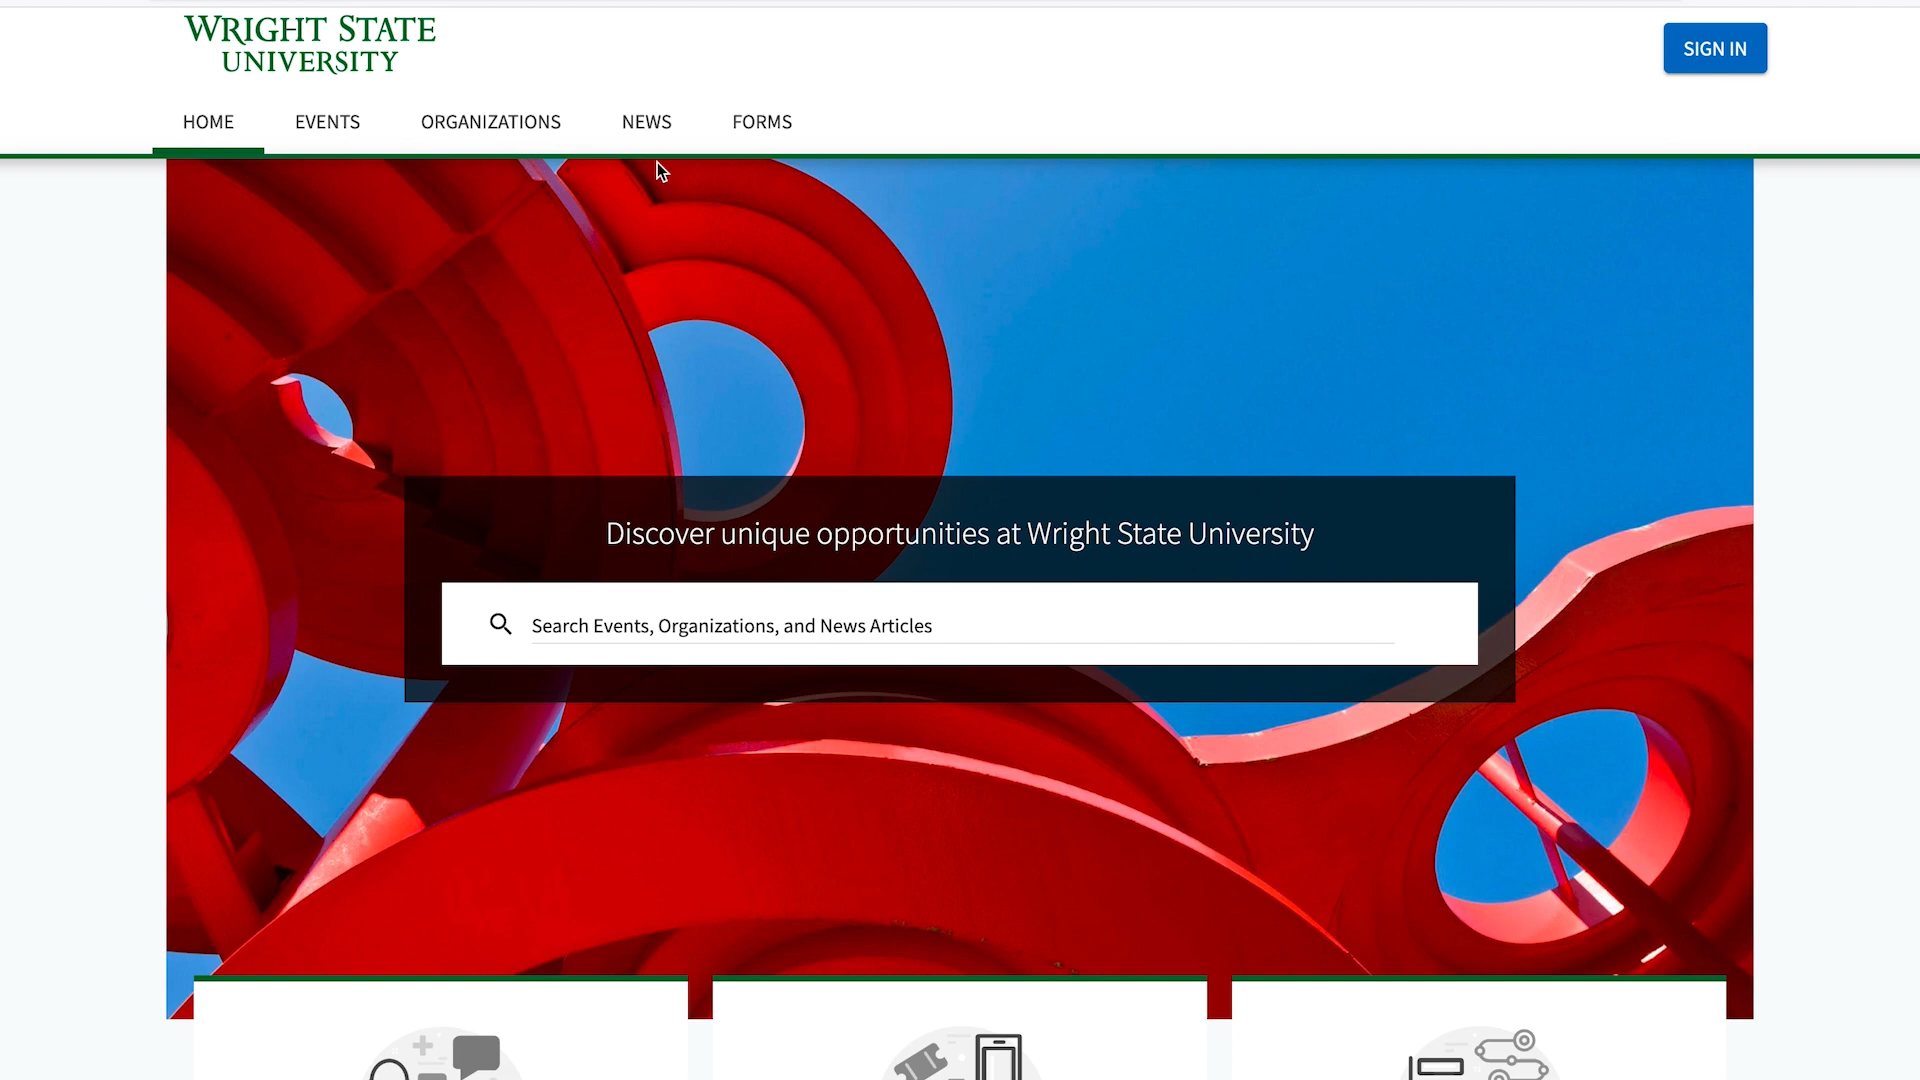 WRIGHT STATE
UNIVERSITY
SIGN IN
HOME EVENTS ORGANIZATIONS NEWS FORMS
Discover unique opportunities at Wright State University
Search Events, Organizations, and News Articles